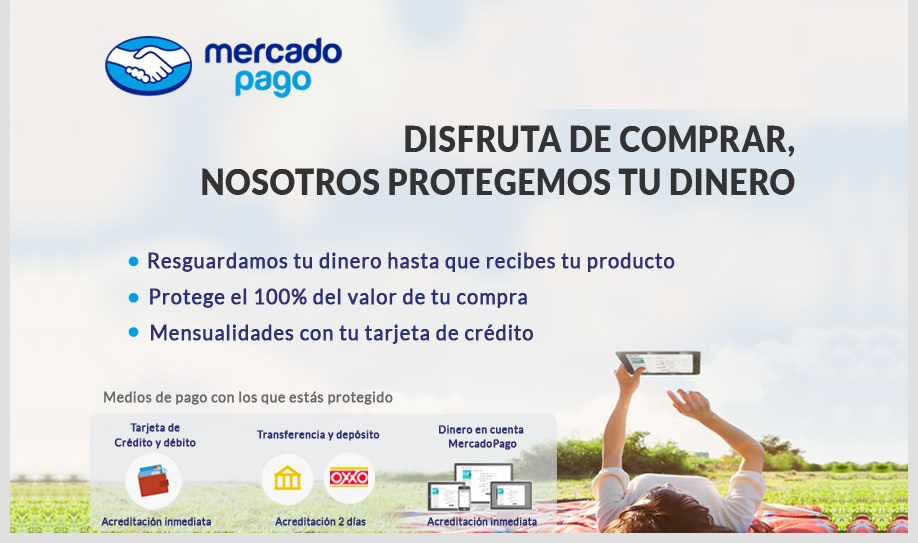 mercado
pago
DISFRUTA DE COMPRAR,
NOSOTROS PROTEGEMOS TU DINERO
Resguardamos tu dinero hasta que recibes tu producto
Protege el 100% del valor de tu compra
Mensualidades con tu tarjeta de crédito
Medios de pago con los que estás protegido
Tarjeta de
Crédito y débito
Transferencia y depósito
Dinero en cuenta
MercadoPago
OXXO
Acreditación inmediata
Acreditación 2 días
Acreditación inmediata